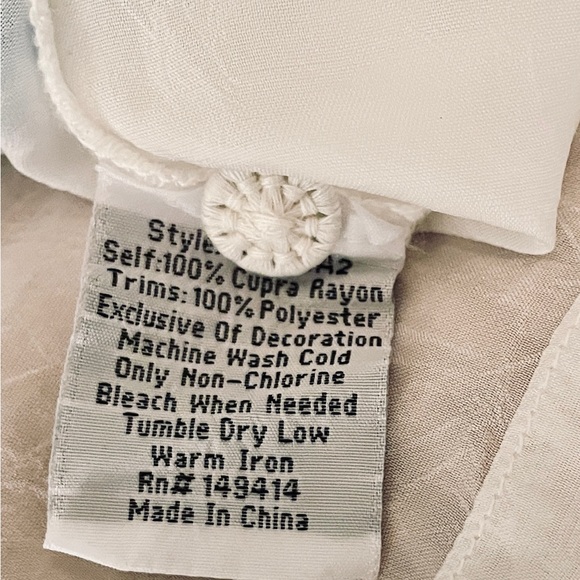 Style: A2
Self:100% Cupra Rayon
Trims:100% Polyester
Exclusive Of Decoration
Machine Wash Cold
Only Non-Chlorine
Bleach When Needed
Tumble Dry Low
Warm Iron
Rn# 149414
Made In China